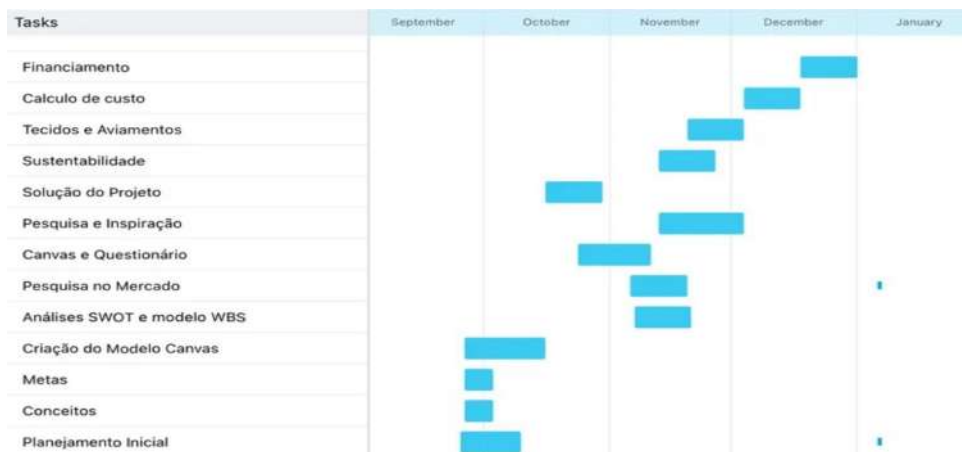 Tasks September October November December January
Financiamento
Calculo de custo
Tecidos e Aviamentos
Sustentabilidade
Solução do Projeto
Pesquisa e Inspiração
Canvas e Questionário
Pesquisa no Mercado
Análises SWOT e modelo WBS
Criação do Modelo Canvas
Metas
Conceitos
Planejamento Inicial